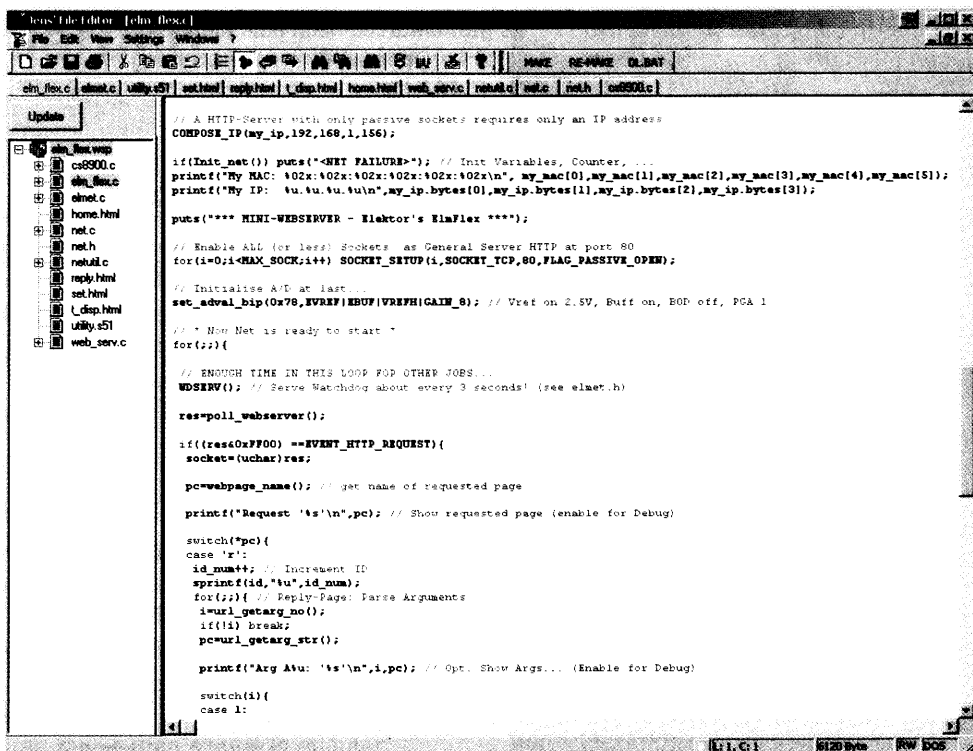 Jens' File Editor - [elm_flex.c]
File Edit View Settings Windows ?
MAKE RE-MAKE DL.BAT
elm_flex.c elmet.c utility.s51 set.html reply.html t_disp.html home.html web_serv.c netutil.c net.c net.h cs8900.c
Update
elm_flex.wsp
cs8900.c
elm_flex.c
elmet.c
home.html
net.c
net.h
netutil.c
reply.html
set.html
t_disp.html
utility.s51
web_serv.c
// A HTTP-Server with only passive sockets requires only an IP address
COMPOSE_IP(my_ip,192,168,1,156);
if(Init_net()) puts("<NET FAILURE>"); // Init Variables, Counter, ...
printf("My MAC: %02x:%02x:%02x:%02x:%02x:%02x\n", my_mac[0],my_mac[1],my_mac[2],my_mac[3],my_mac[4],my_mac[5]);
printf("My IP: %u.%u.%u.%u\n",my_ip.bytes[0],my_ip.bytes[1],my_ip.bytes[2],my_ip.bytes[3]);
puts("*** MINI-WEBSERVER - Elektor's ElmFlex ***");
// Enable ALL (or less) Sockets as General Server HTTP at port 80
for(i=0;i<MAX_SOCK;i++) SOCKET_SETUP(i,SOCKET_TCP,80,FLAG_PASSIVE_OPEN);
// Initialise A/D at last...
set_adval_bip(0x78,EVREF|EBUF|VREFH|GAIN_8); // Vref on 2.5V, Buff on, BOD off, PGA 1
// * Now Net is ready to start *
for(;;){
// ENOUGH TIME IN THIS LOOP FOR OTHER JOBS...
WDSERV(); // Serve Watchdog about every 3 seconds! (see elmet.h)
res=poll_webserver();
if((res&0xFF00) ==EVENT_HTTP_REQUEST){
socket=(uchar)res;
pc=webpage_name(); // get name of requested page
printf("Request '%s'\n",pc); // Show requested page (enable for Debug)
switch(*pc){
case 'r':
id_num++; // Increment ID
sprintf(id,"%u",id_num);
for(;;){ // Reply-Page: Parse Arguments
i=url_getarg_no();
if(!i) break;
pc=url_getarg_str();
printf("Arg A%u: '%s'\n",i,pc); // Opt. Show Args... (Enable for Debug)
switch(i){
case 1:
L: 1, C: 1 6120 Byte RW DOS